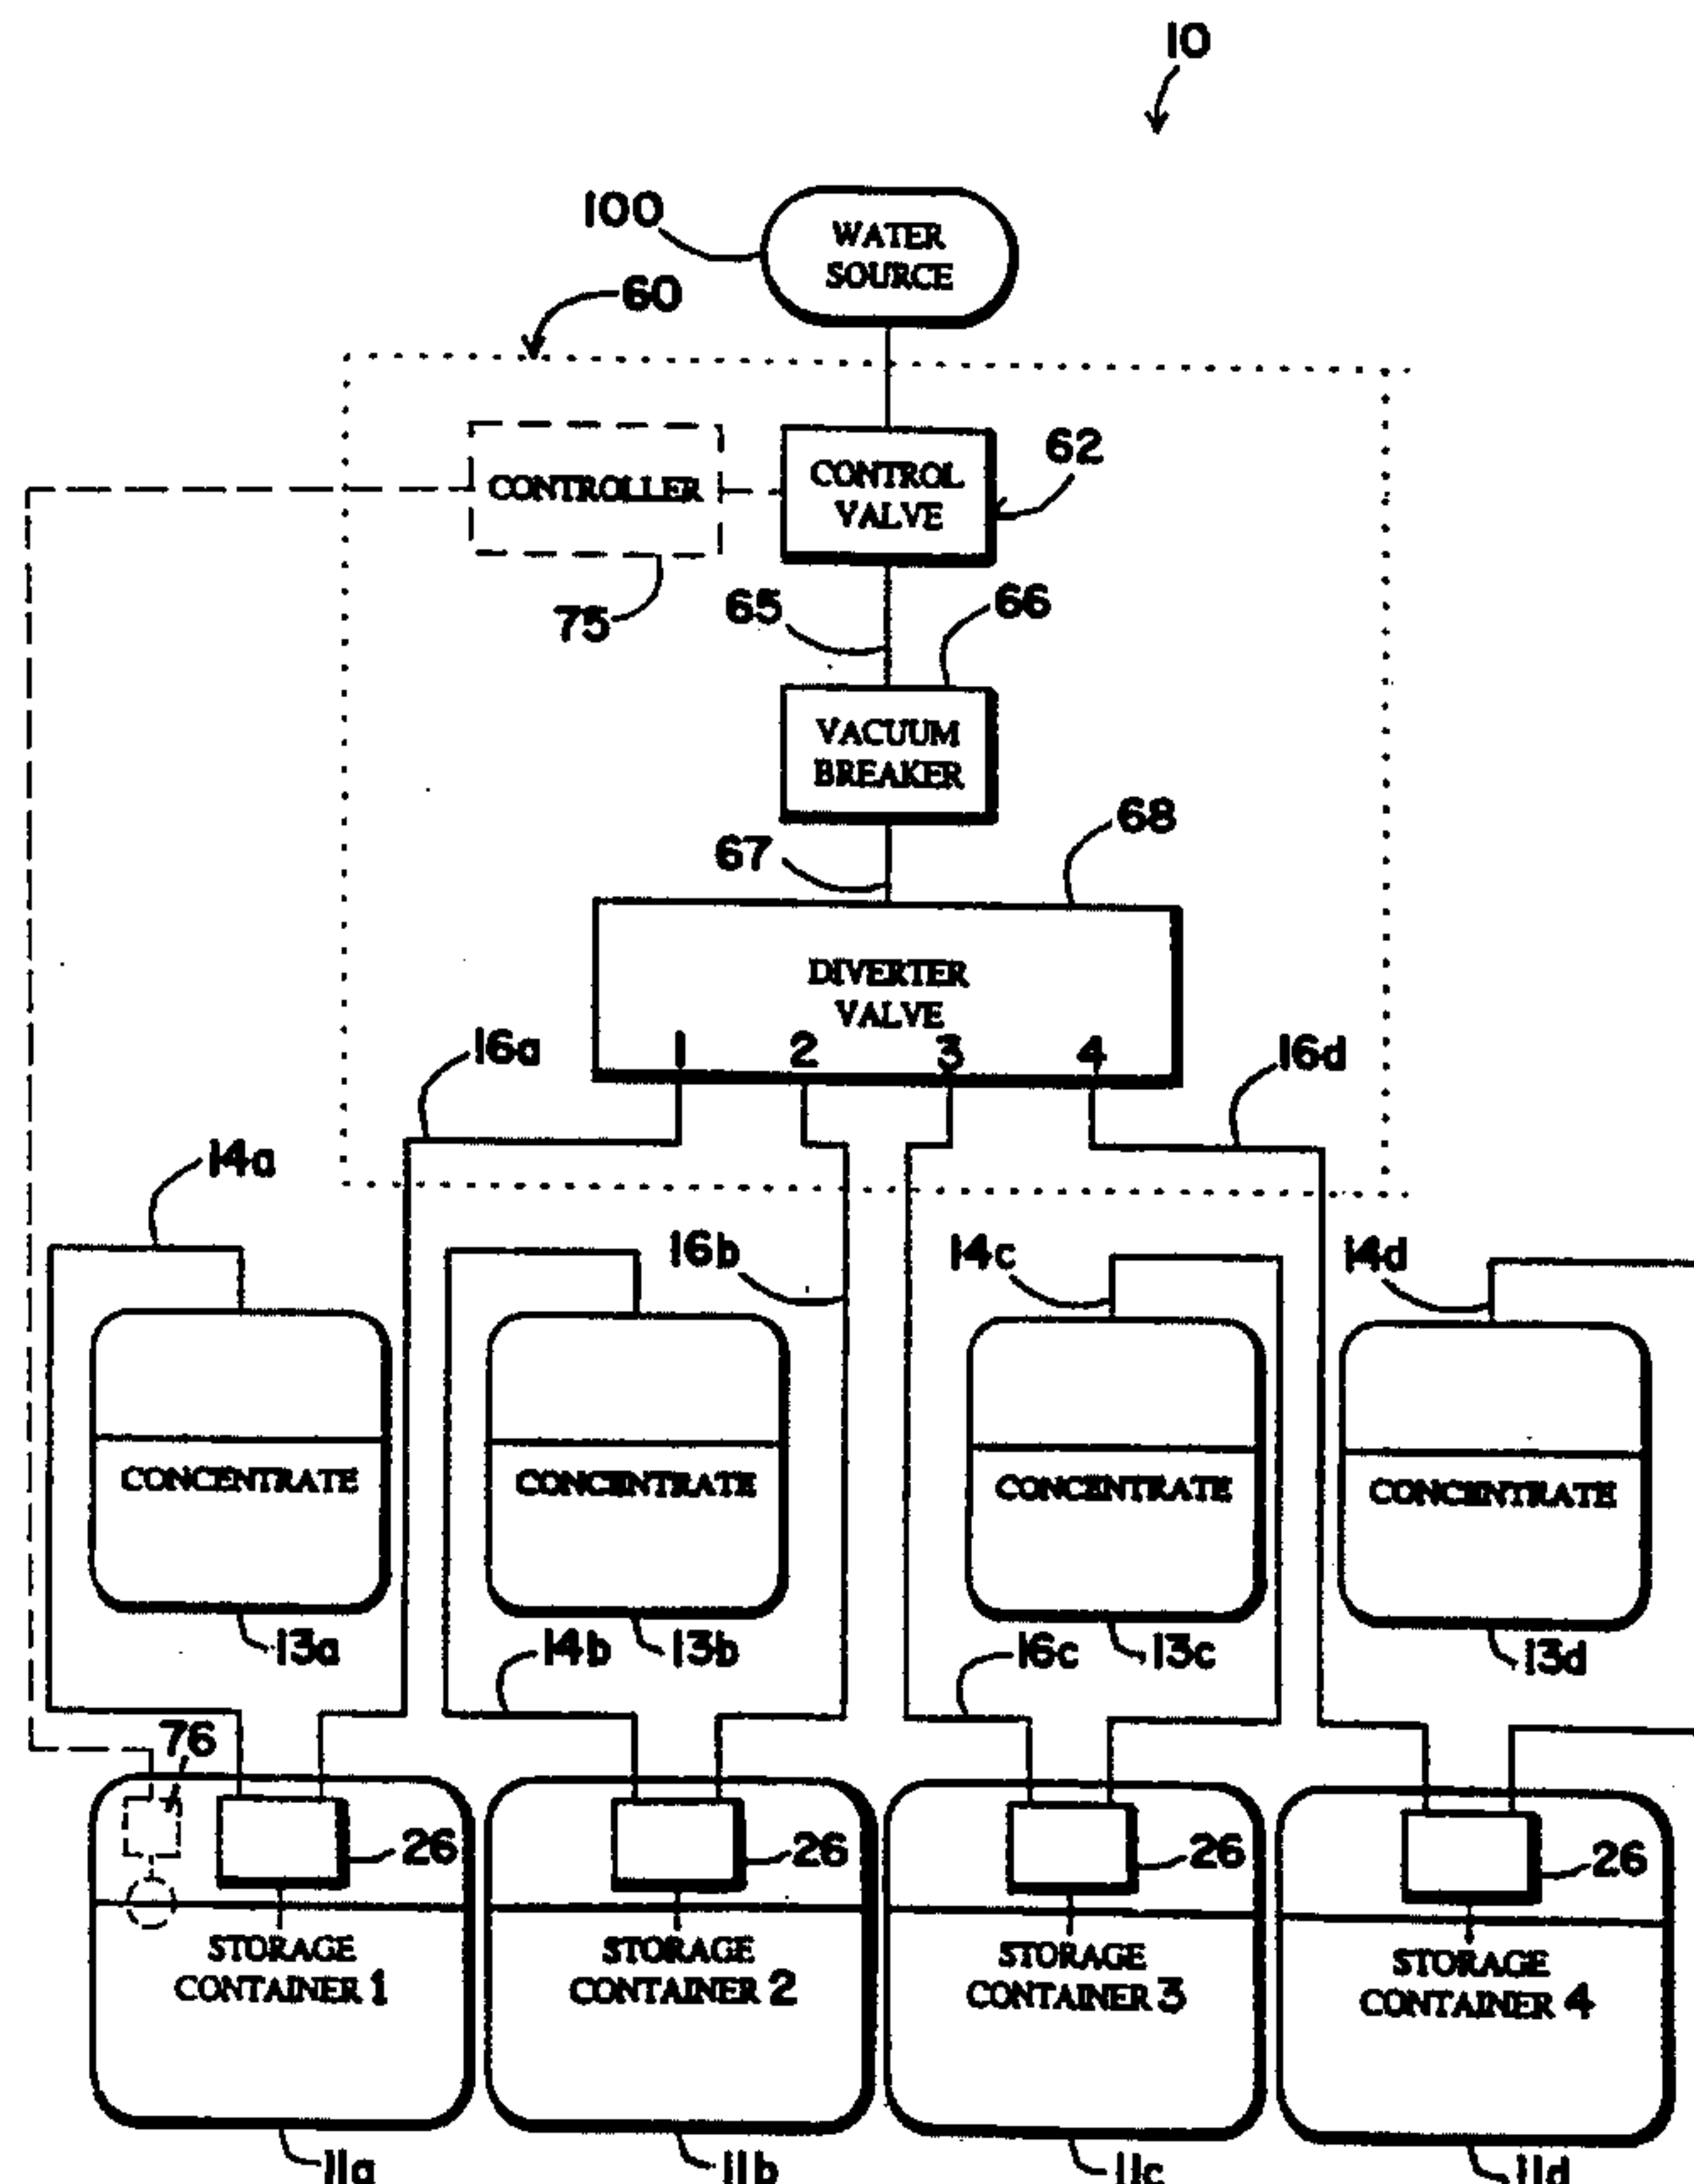 10
100
WATER
SOURCE
60
CONTROLLER
CONTROL
VALVE
62
75
65
66
VACUUM
BREAKER
67
68
DIVERTER
VALVE
1 2 3 4
16a
16d
14a
16b
14c
14d
CONCENTRATE
CONCENTRATE
CONCENTRATE
CONCENTRATE
13a
14b
13b
16c
13c
13d
76
26
26
26
26
STORAGE
CONTAINER 1
STORAGE
CONTAINER 2
STORAGE
CONTAINER 3
STORAGE
CONTAINER 4
11a
11b
11c
11d